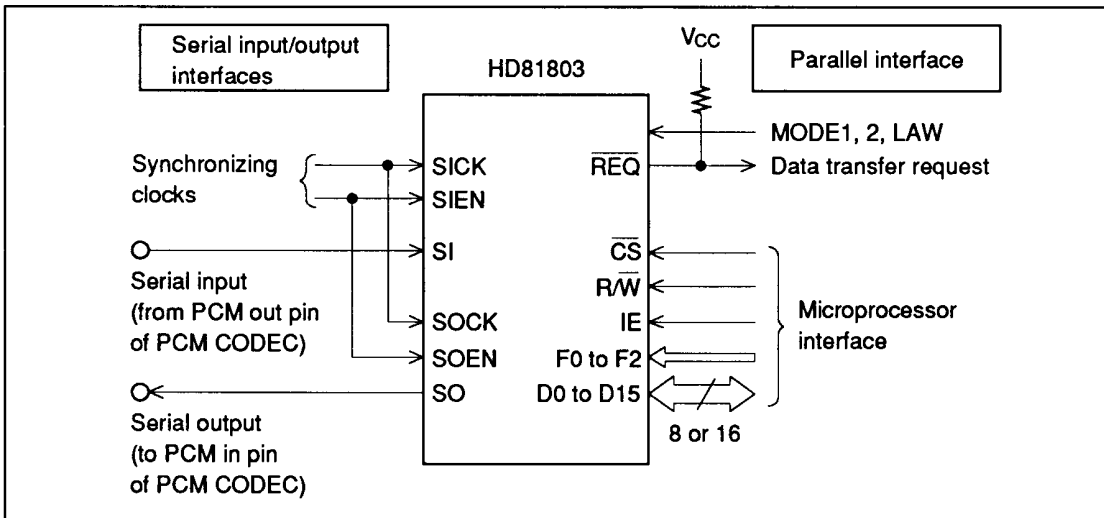 Serial input/output
interfaces
HD81803
VCC
Parallel interface
MODE1, 2, LAW
Synchronizing
clocks
SICK
REQ
Data transfer request
SIEN
SI
CS
Serial input
(from PCM out pin
of PCM CODEC)
R/W
IE
Microprocessor
interface
SOCK
SOEN
F0 to F2
SO
D0 to D15
8 or 16
Serial output
(to PCM in pin
of PCM CODEC)